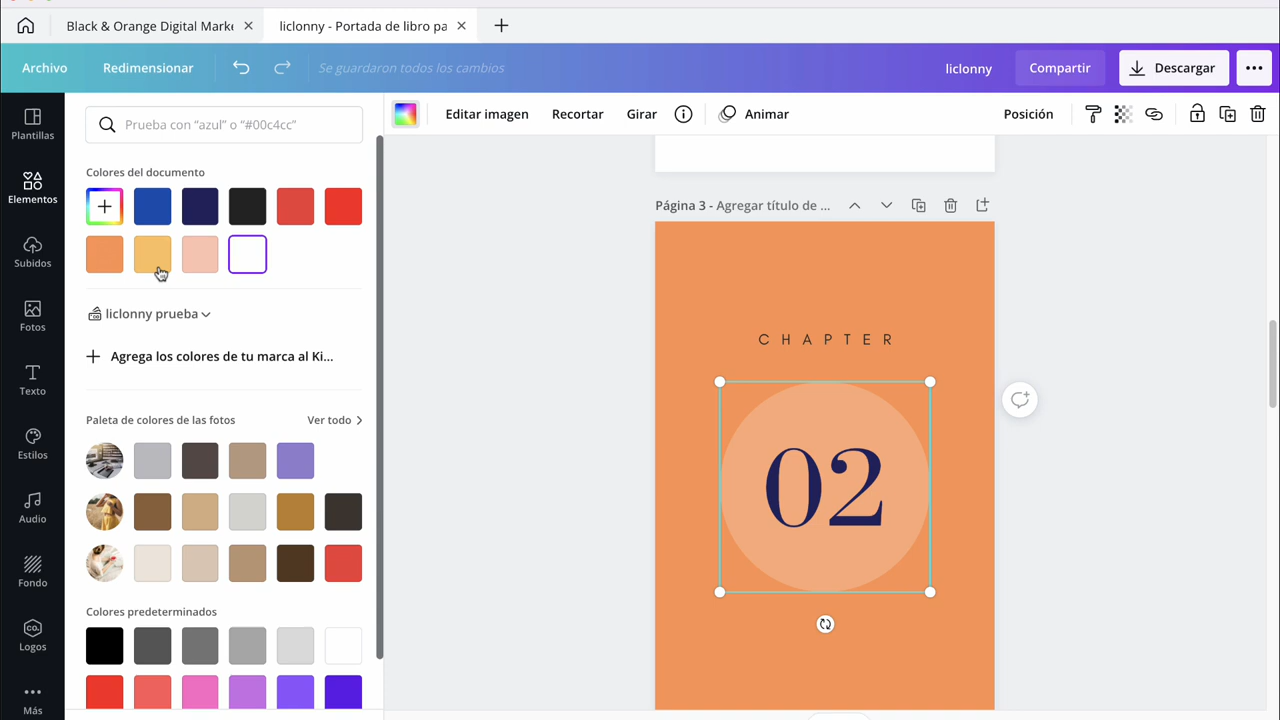 Black & Orange Digital Marke
liclonny - Portada de libro pa
Archivo
Redimensionar
Se guardaron todos los cambios
liclonny
Compartir
Descargar
Plantillas
Elementos
Subidos
Fotos
Texto
Estilos
Audio
Fondo
CO.
Logos
Más
Prueba con "azul" o "#00c4cc"
Colores del documento
liclonny prueba
Agrega los colores de tu marca al Ki...
Paleta de colores de las fotos
Ver todo
Colores predeterminados
Editar imagen
Recortar
Girar
Animar
Posición
Página 3 - Agregar título de ...
CHAPTER
02